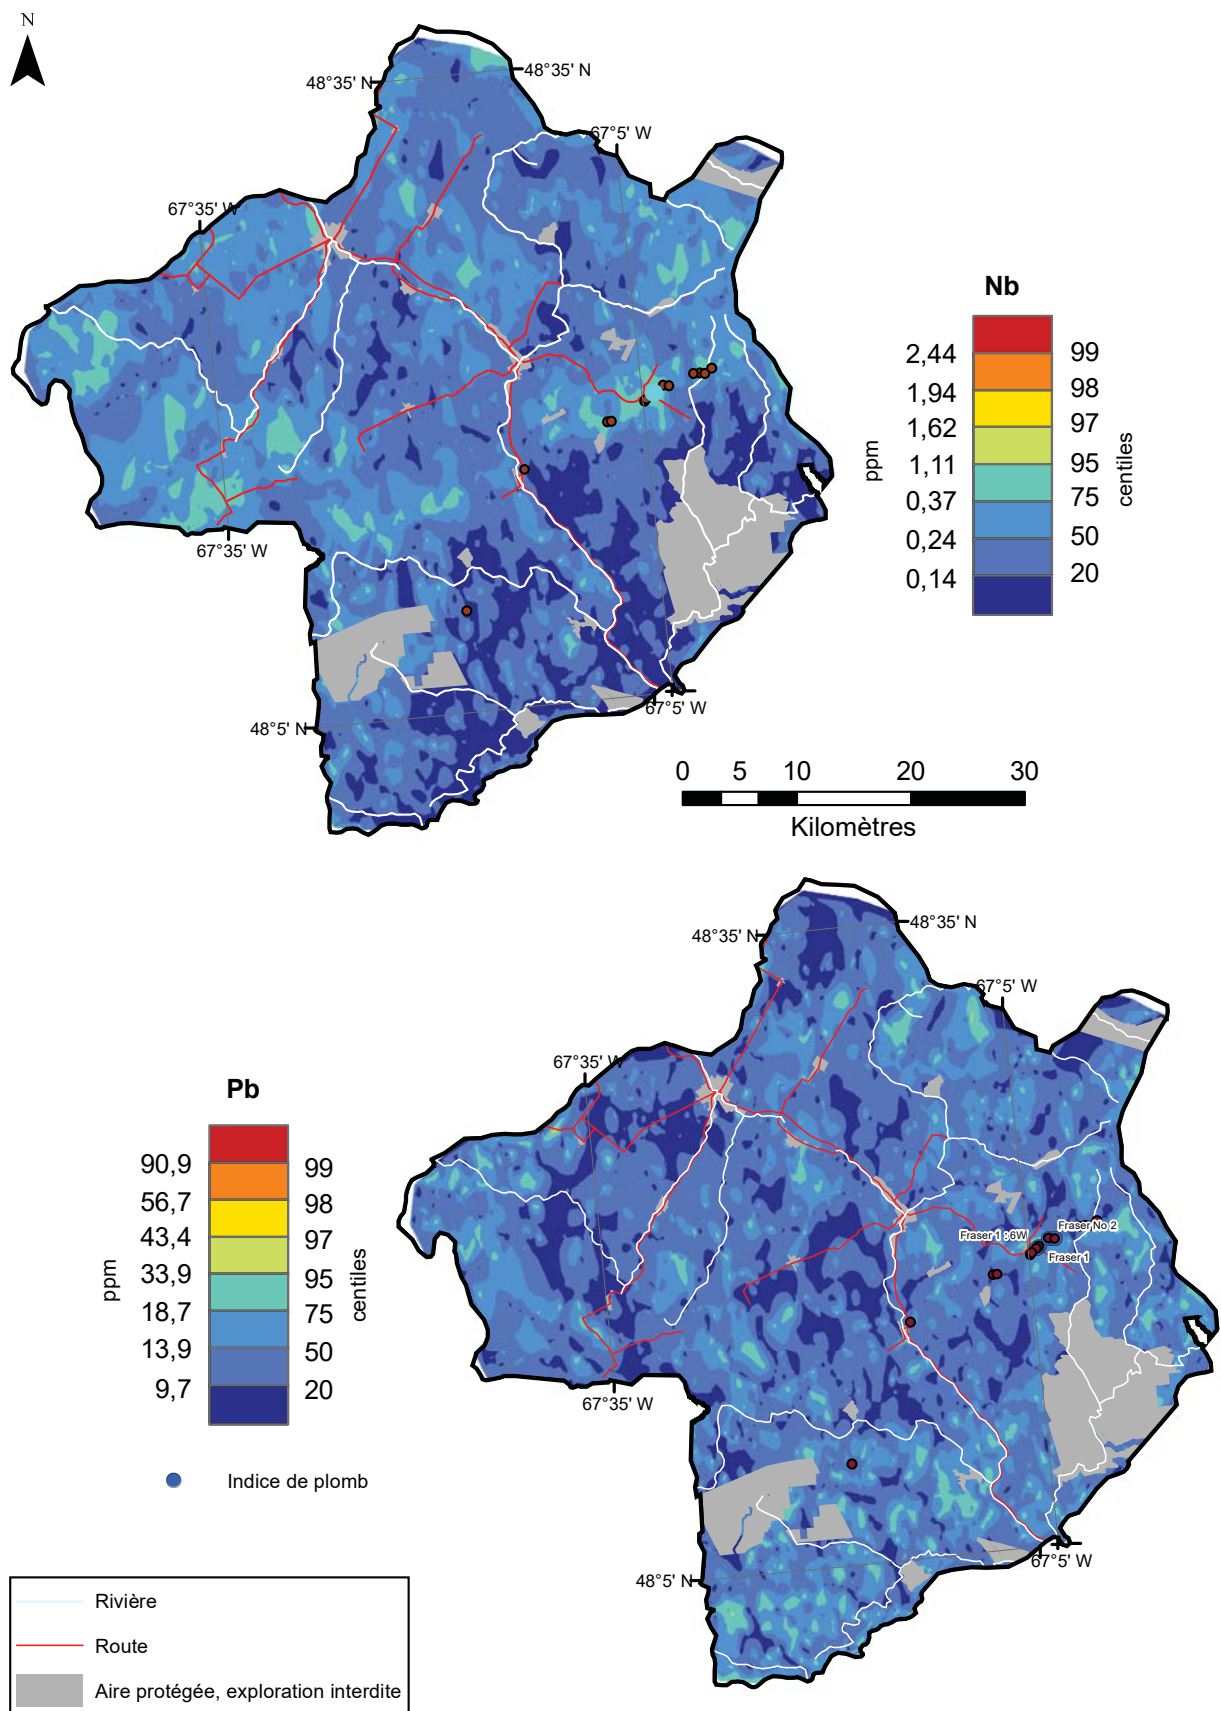 N
48°35' N
48°35' N
67°5' W
67°35' W
67°35' W
67°5' W
48°5' N
Nb
ppm
2,44
1,94
1,62
1,11
0,37
0,24
0,14
99
98
97
95
75
50
20
centiles
0 5 10 20 30
Kilomètres
48°35' N
48°35' N
67°5' W
67°35' W
67°35' W
67°5' W
48°5' N
Fraser No 2
Fraser 1 : 6W
Fraser 1
Pb
ppm
90,9
56,7
43,4
33,9
18,7
13,9
9,7
99
98
97
95
75
50
20
centiles
Indice de plomb
Rivière
Route
Aire protégée, exploration interdite